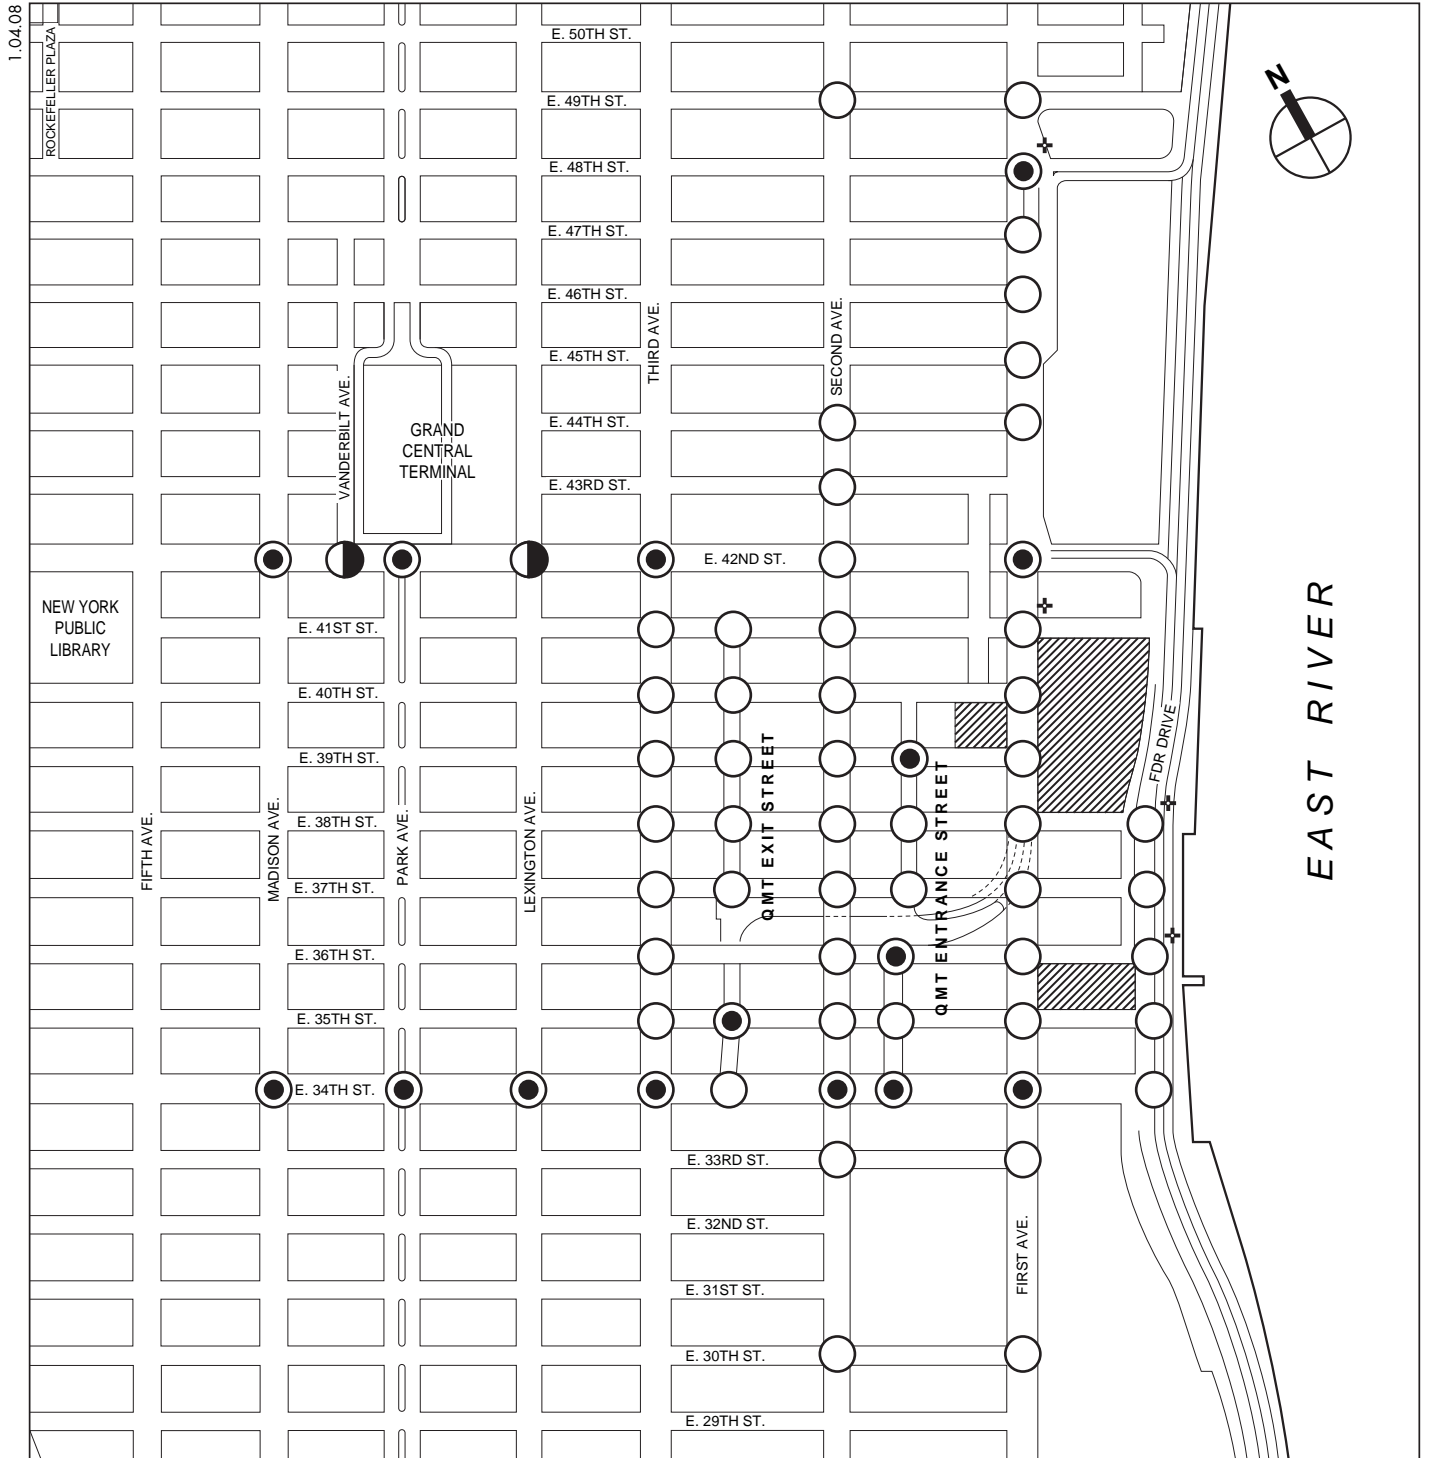 1.04.08
ROCKEFELLER PLAZA
E. 50TH ST.
E. 49TH ST.
N
E. 48TH ST.
E. 47TH ST.
E. 46TH ST.
THIRD AVE.
SECOND AVE.
E. 45TH ST.
VANDERBILT AVE.
E. 44TH ST.
GRAND
CENTRAL
TERMINAL
E. 43RD ST.
E. 42ND ST.
NEW YORK
PUBLIC
LIBRARY
E. 41ST ST.
E. 40TH ST.
EAST RIVER
FDR DRIVE
QMT EXIT STREET
QMT ENTRANCE STREET
E. 39TH ST.
E. 38TH ST.
FIFTH AVE.
MADISON AVE.
PARK AVE.
LEXINGTON AVE.
E. 37TH ST.
E. 36TH ST.
E. 35TH ST.
E. 34TH ST.
E. 33RD ST.
E. 32ND ST.
FIRST AVE.
E. 31ST ST.
E. 30TH ST.
E. 29TH ST.